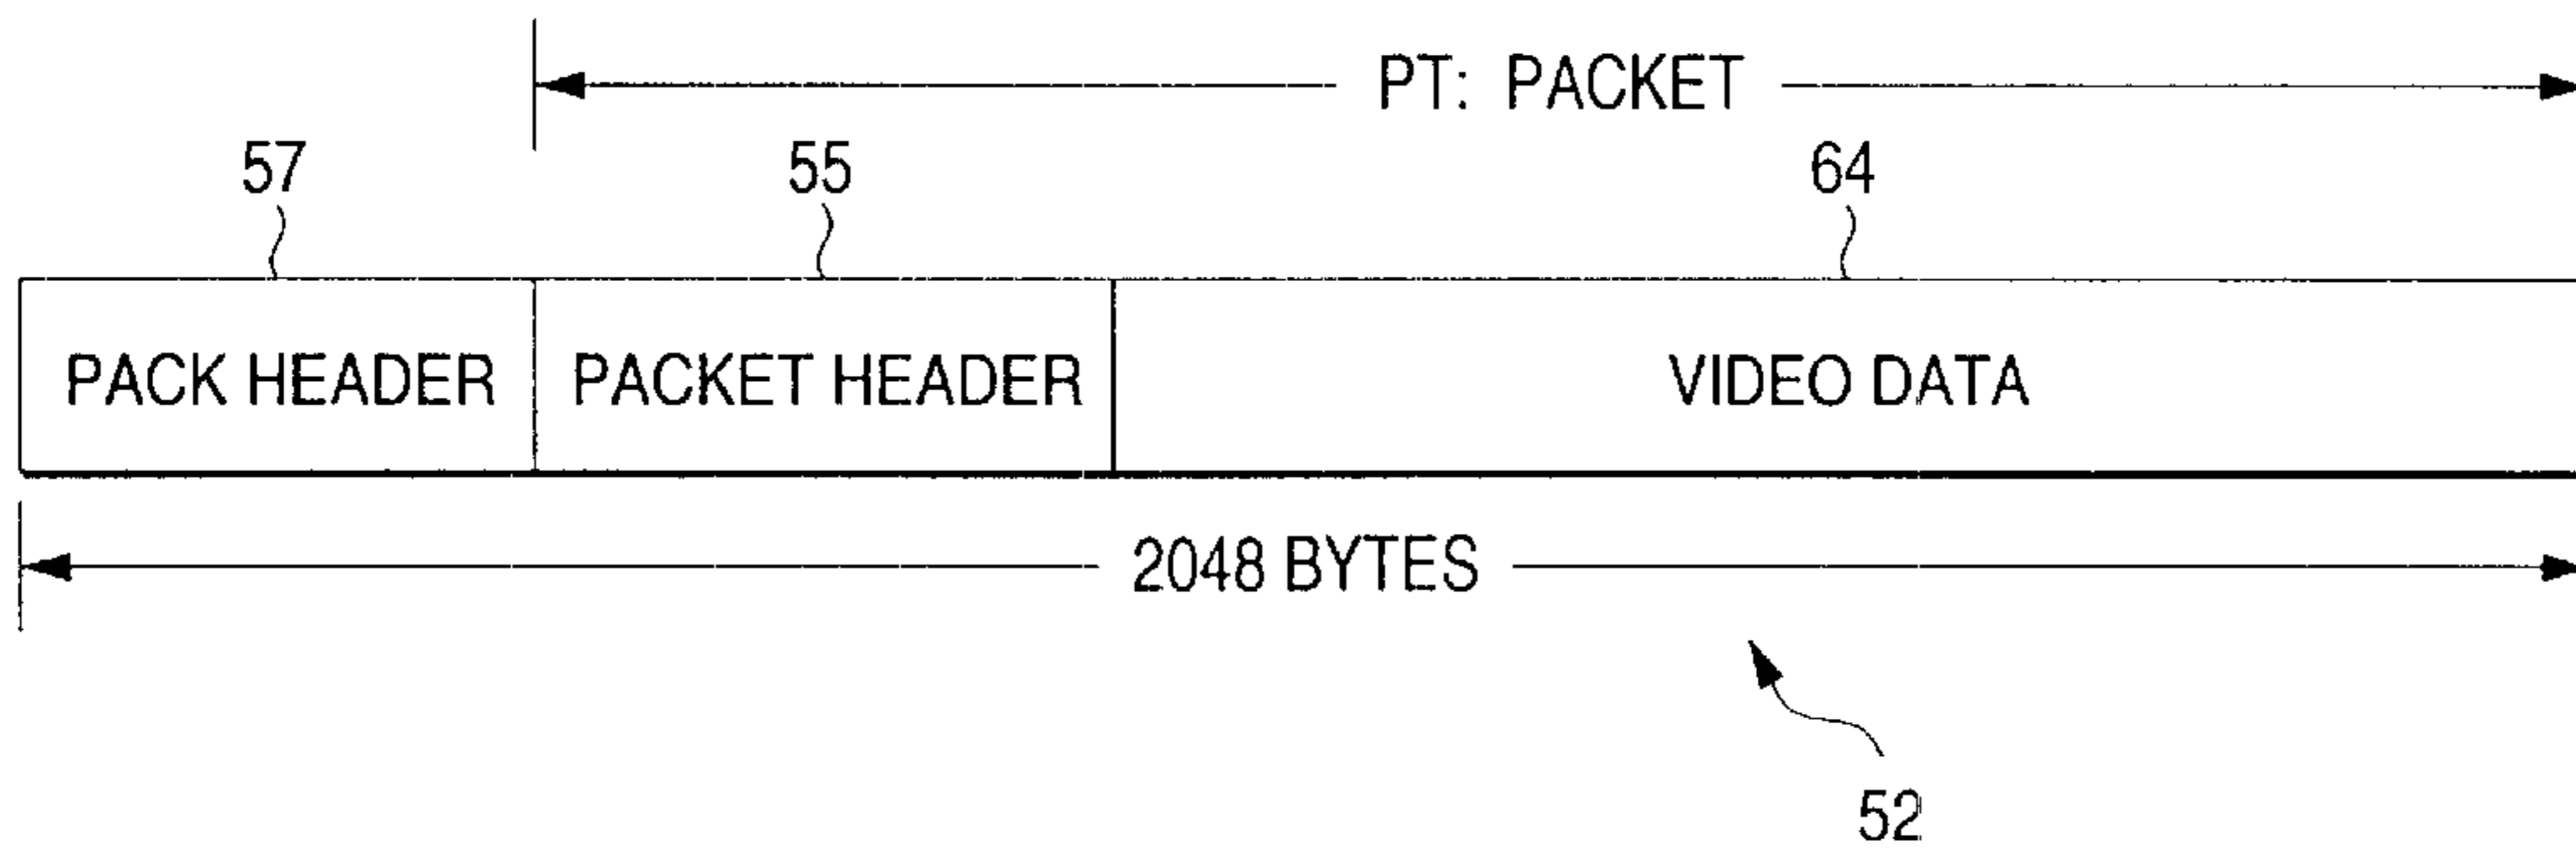 PT: PACKET
57 55 64
PACK HEADER PACKET HEADER VIDEO DATA
2048 BYTES
52